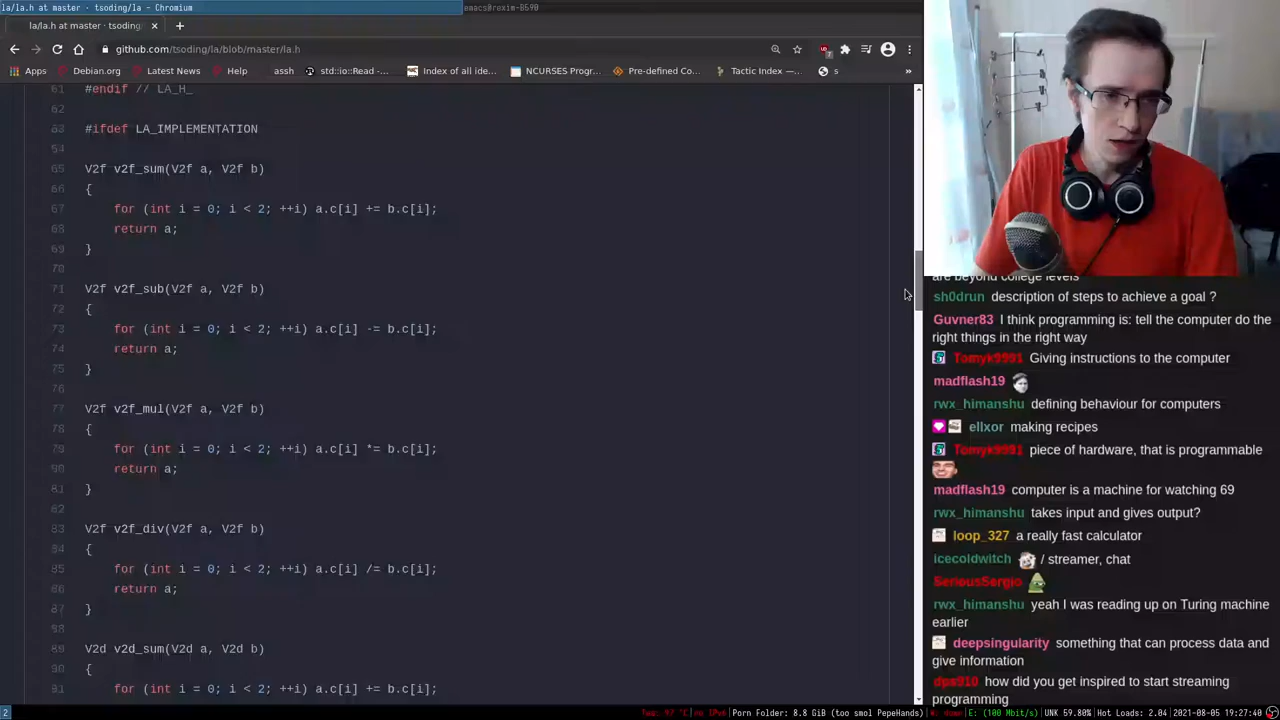 la/la.h at master · tsoding/la - Chromium
emacs@rexim-B590
la/la.h at master · tsoding
github.com/tsoding/la/blob/master/la.h
Apps Debian.org Latest News Help assh std::io::Read -... Index of all ide... NCURSES Progr... Pre-defined Co... Tactic Index —... s »
61 #endif // LA_H_
62
63 #ifdef LA_IMPLEMENTATION
64
65 V2f v2f_sum(V2f a, V2f b)
66 {
67 for (int i = 0; i < 2; ++i) a.c[i] += b.c[i];
68 return a;
69 }
70
71 V2f v2f_sub(V2f a, V2f b)
72 {
73 for (int i = 0; i < 2; ++i) a.c[i] -= b.c[i];
74 return a;
75 }
76
77 V2f v2f_mul(V2f a, V2f b)
78 {
79 for (int i = 0; i < 2; ++i) a.c[i] *= b.c[i];
80 return a;
81 }
82
83 V2f v2f_div(V2f a, V2f b)
84 {
85 for (int i = 0; i < 2; ++i) a.c[i] /= b.c[i];
86 return a;
87 }
88
89 V2d v2d_sum(V2d a, V2d b)
90 {
91 for (int i = 0; i < 2; ++i) a.c[i] += b.c[i];
are beyond college levels
sh0drun description of steps to achieve a goal ?
Guvner83 I think programming is: tell the computer do the
right things in the right way
Tomyk9991 Giving instructions to the computer
madflash19
rwx_himanshu defining behaviour for computers
ellxor making recipes
Tomyk9991 piece of hardware, that is programmable
madflash19 computer is a machine for watching 69
rwx_himanshu takes input and gives output?
loop_327 a really fast calculator
icecoldwitch / streamer, chat
SeriousSergio
rwx_himanshu yeah I was reading up on Turing machine
earlier
deepsingularity something that can process data and
give information
dps910 how did you get inspired to start streaming
programming
2 no IPv6 Porn Folder: 8.8 GiB (too smol PepeHands) W: down E: (100 Mbit/s) UNK 59.80% Hot Loads: 2.04 2021-08-05 19:27:40